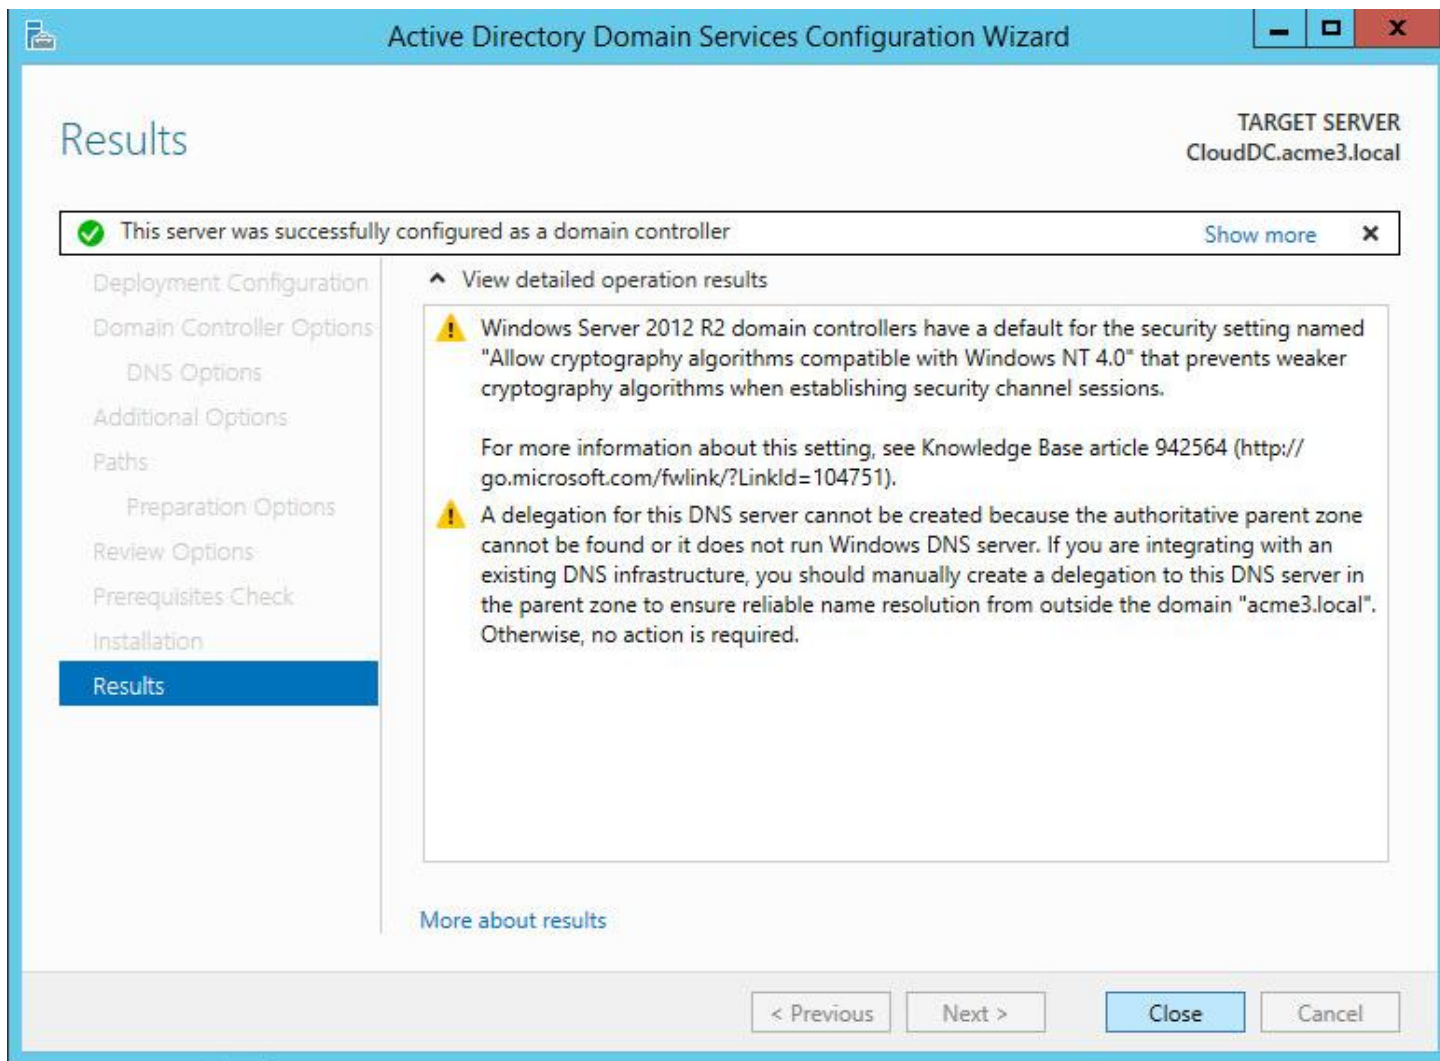 Active Directory Domain Services Configuration Wizard
Results
TARGET SERVER
CloudDC.acme3.local
This server was successfully configured as a domain controller
Show more
Deployment Configuration
Domain Controller Options
DNS Options
Additional Options
Paths
Preparation Options
Review Options
Prerequisites Check
Installation
Results
View detailed operation results
Windows Server 2012 R2 domain controllers have a default for the security setting named
"Allow cryptography algorithms compatible with Windows NT 4.0" that prevents weaker
cryptography algorithms when establishing security channel sessions.
For more information about this setting, see Knowledge Base article 942564 (http://
go.microsoft.com/fwlink/?LinkId=104751).
A delegation for this DNS server cannot be created because the authoritative parent zone
cannot be found or it does not run Windows DNS server. If you are integrating with an
existing DNS infrastructure, you should manually create a delegation to this DNS server in
the parent zone to ensure reliable name resolution from outside the domain "acme3.local".
Otherwise, no action is required.
More about results
< Previous
Next >
Close
Cancel